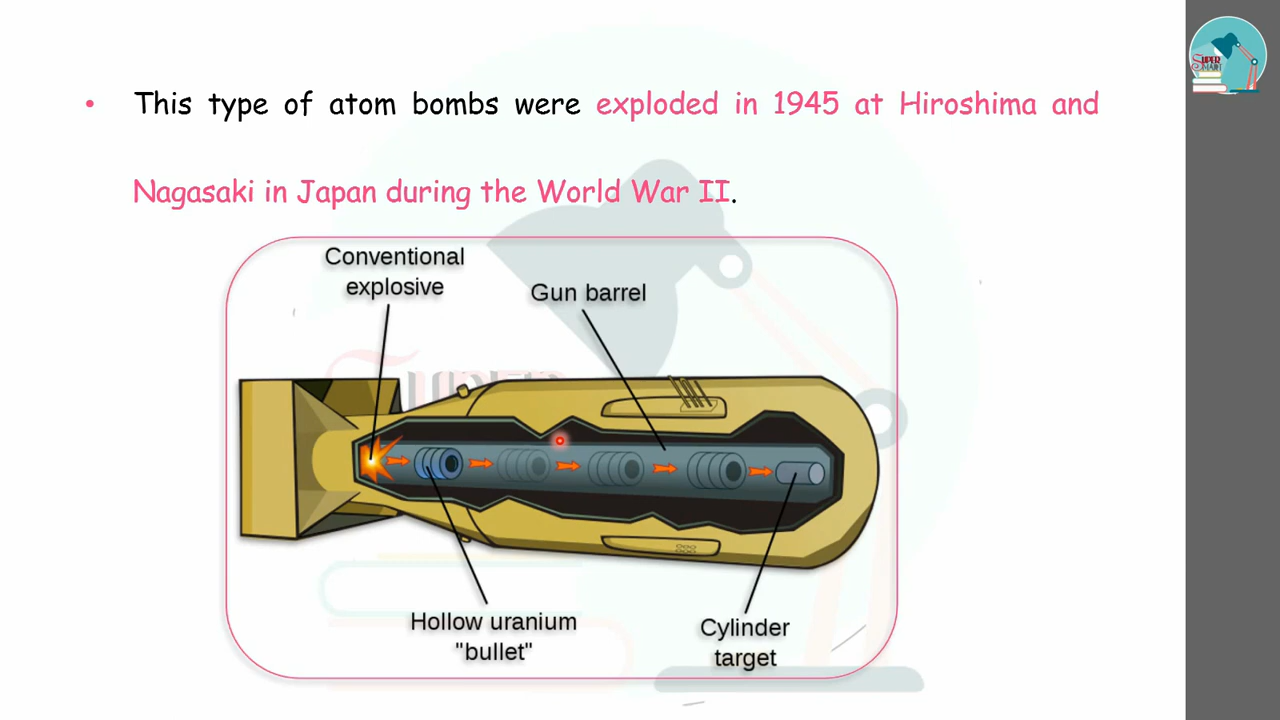 • This type of atom bombs were exploded in 1945 at Hiroshima and
Nagasaki in Japan during the World War II.
Conventional
explosive
Gun barrel
Hollow uranium
"bullet"
Cylinder
target
SUPER